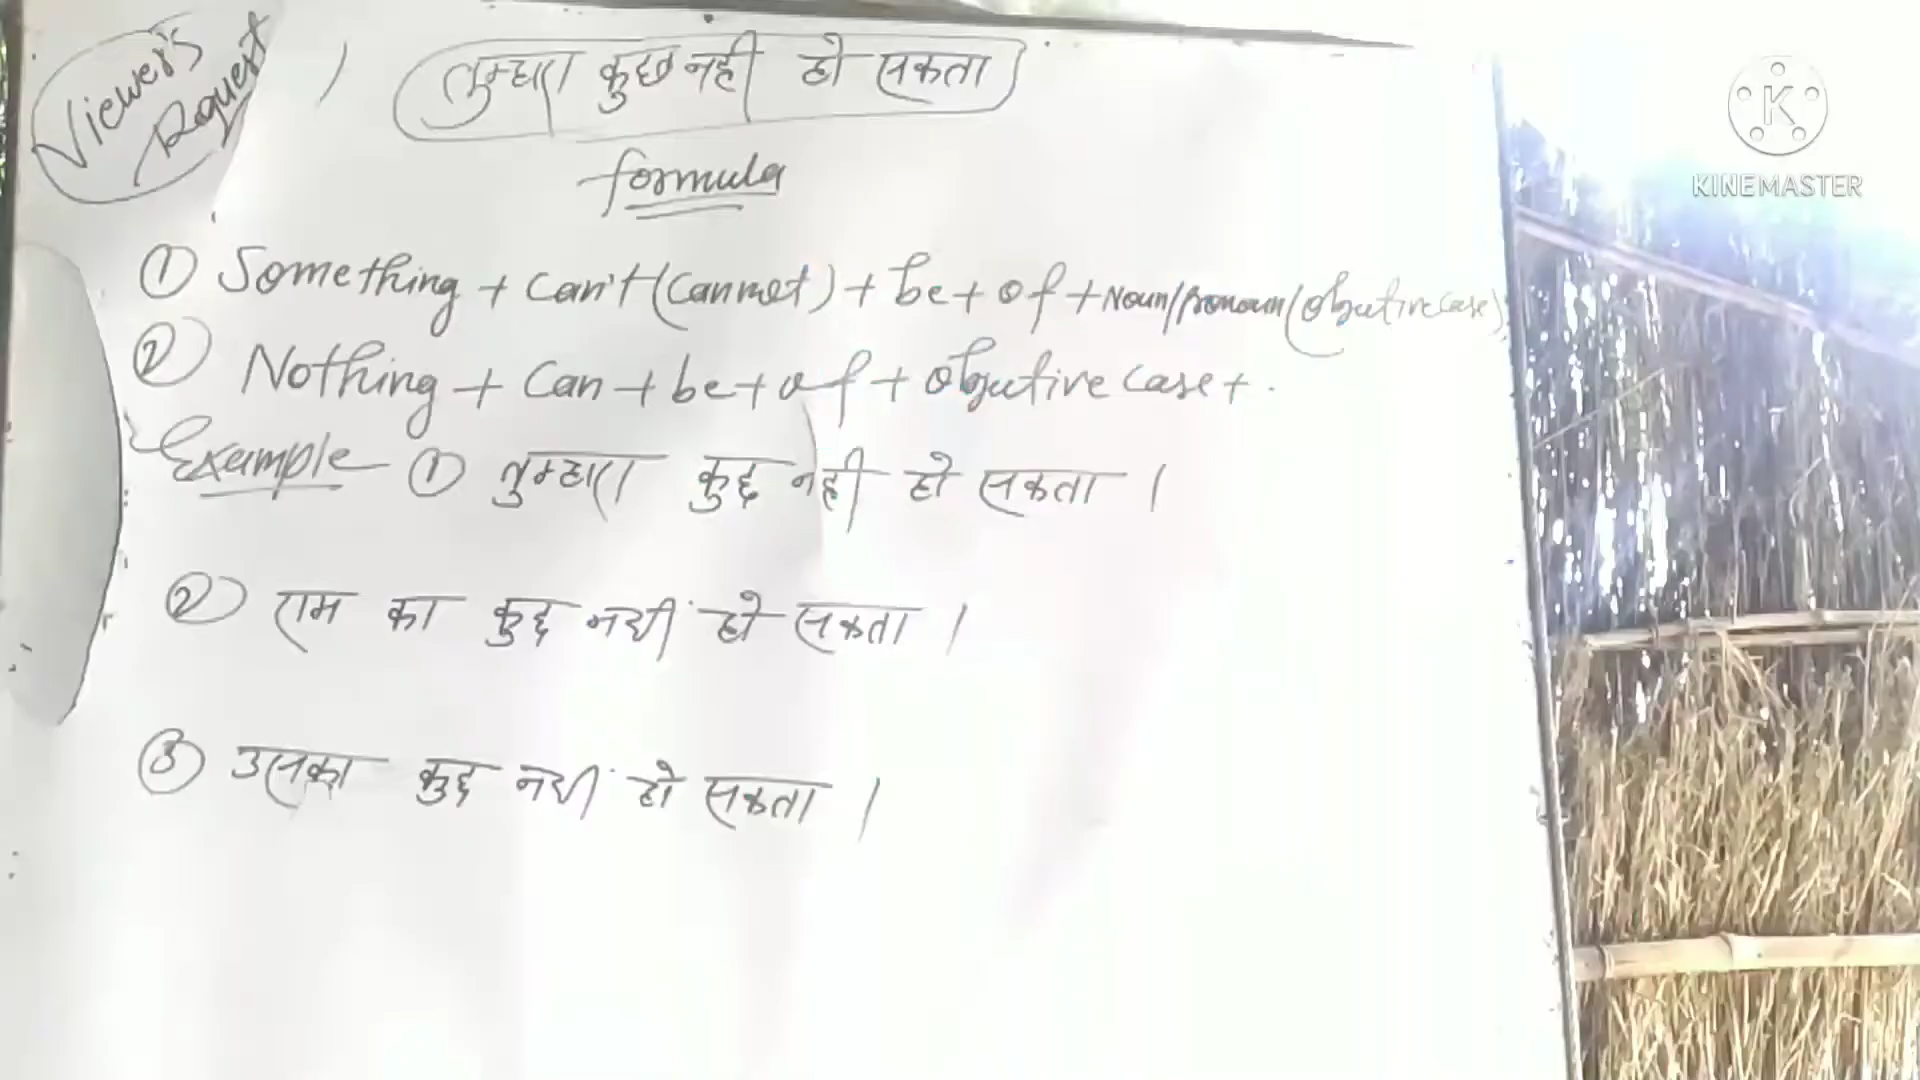 Viewer's Request
तुम्हारा कुछ नही हो सकता
formula
① Something + Can't (Cannot) + be + of + Noun/Pronoun (Objective case)
② Nothing + Can + be + of + Objective Case + .
Example ① तुम्हारा कुछ नही हो सकता ।
② राम का कुछ नहीं हो सकता ।
③ उसका कुछ नहीं हो सकता ।
KINEMASTER